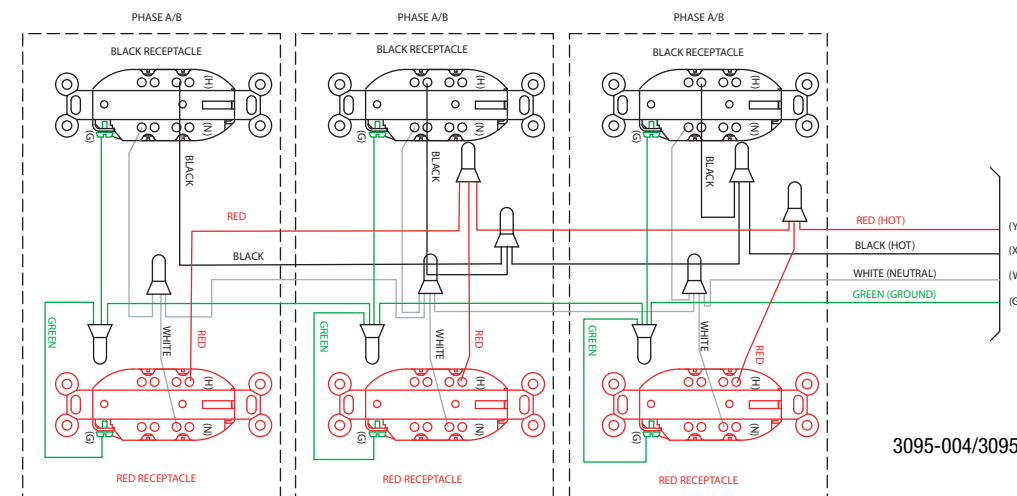 PHASE A/B
PHASE A/B
PHASE A/B
BLACK RECEPTACLE
BLACK RECEPTACLE
BLACK RECEPTACLE
(H)
(H)
(H)
(N)
(N)
(N)
(G)
(G)
(G)
BLACK
BLACK
BLACK
RED
RED (HOT)
(Y
BLACK
BLACK (HOT)
(X
WHITE (NEUTRAL)
(W
GREEN (GROUND)
(G
GREEN
WHITE
RED
GREEN
WHITE
RED
GREEN
WHITE
RED
(H)
(H)
(H)
(N)
(N)
(N)
(G)
(G)
(G)
3095-004/3095
RED RECEPTACLE
RED RECEPTACLE
RED RECEPTACLE